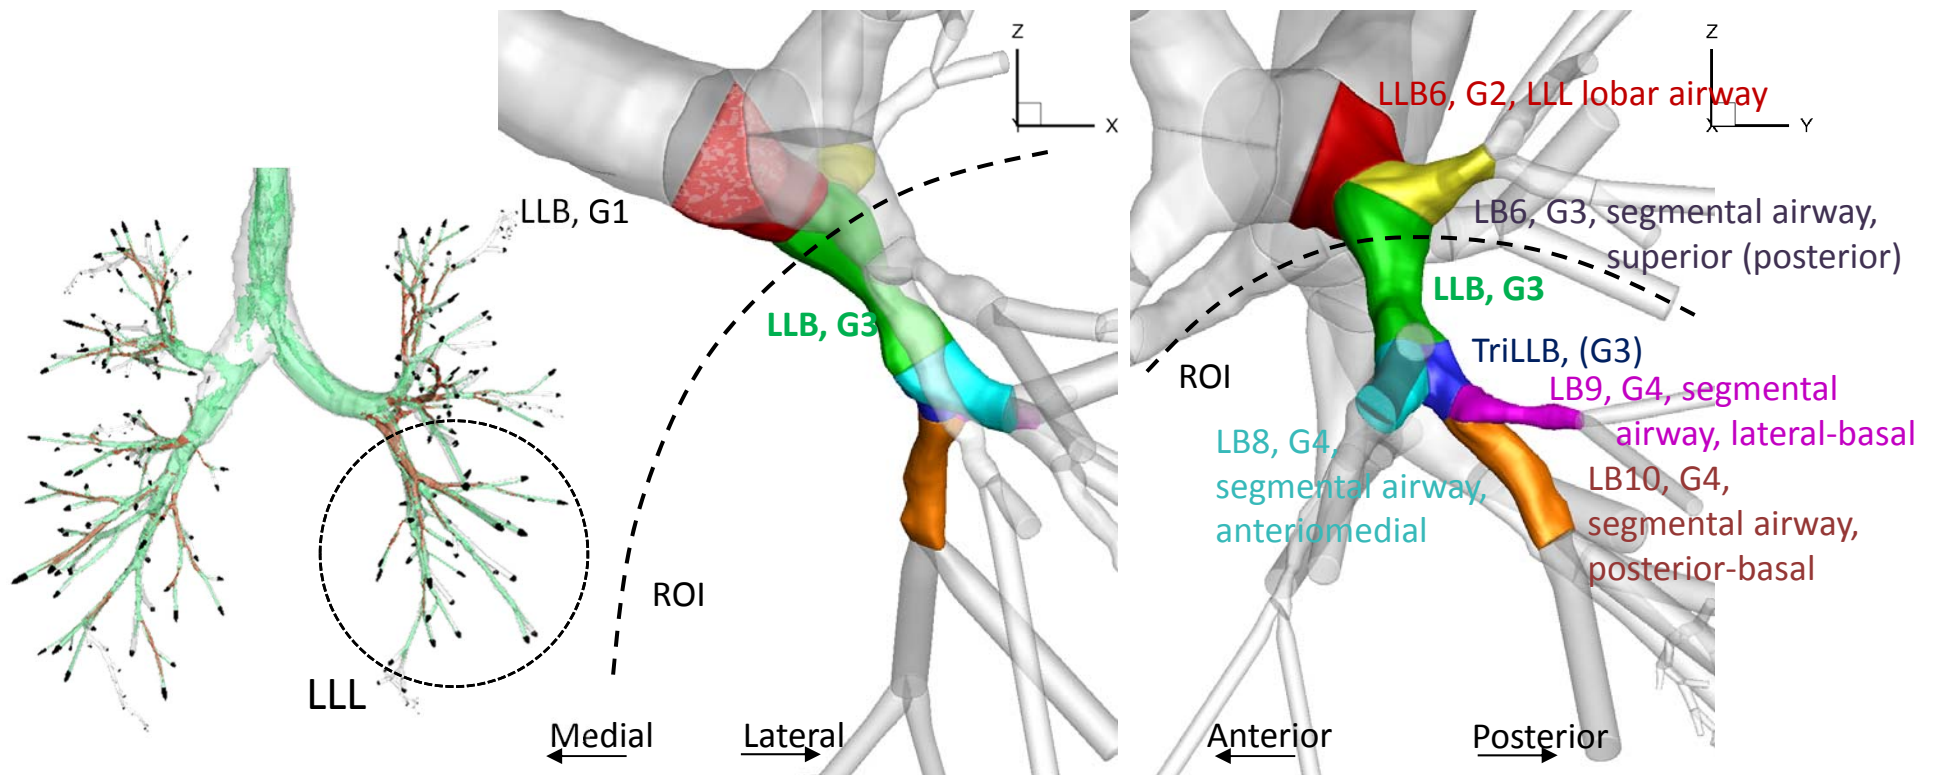 LLB, G1
LLL
Z
X
Y
LLB, G3
ROI
Medial
Lateral
Z
X
Y
LLB6, G2, LLL lobar airway
LB6, G3, segmental airway,
superior (posterior)
LLB, G3
ROI
TriLLB, (G3)
LB9, G4, segmental
airway, lateral-basal
LB8, G4,
segmental airway,
anteriomedial
LB10, G4,
segmental airway,
posterior-basal
Anterior
Posterior